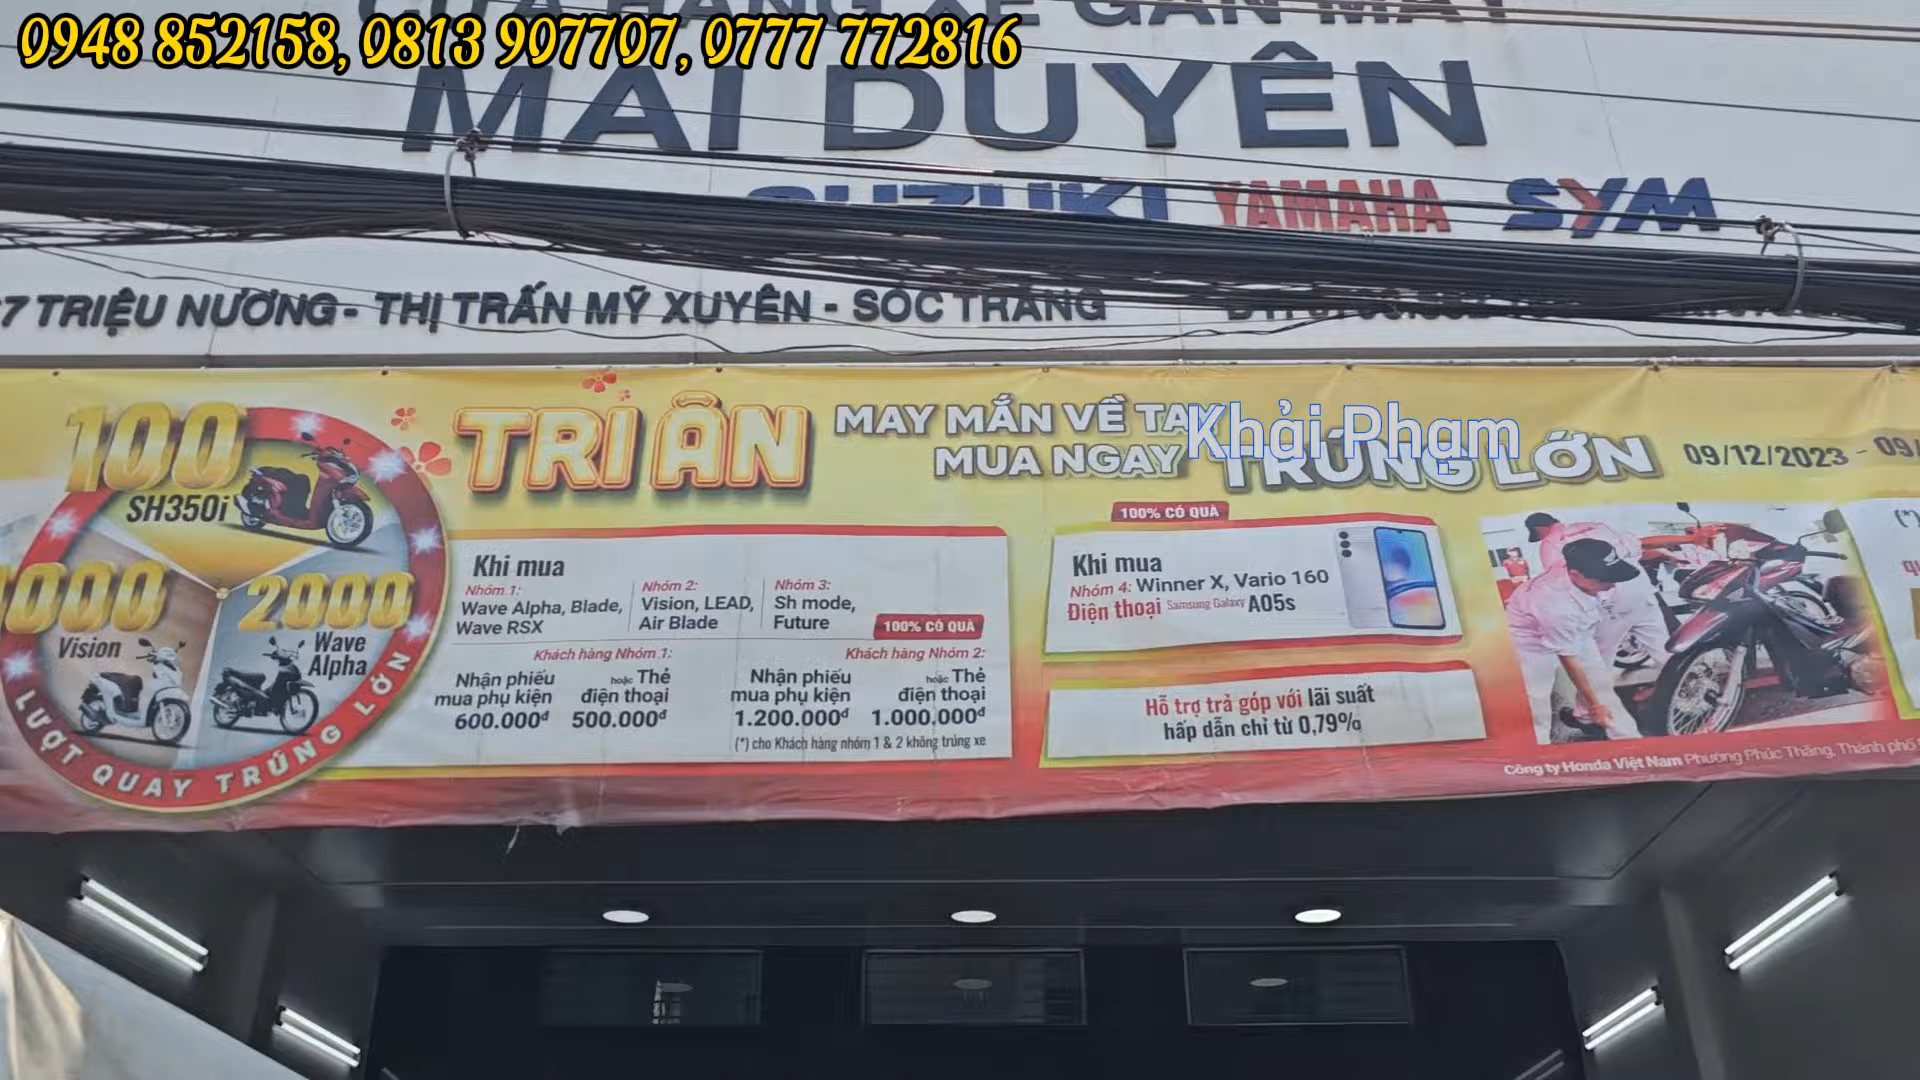 0948 852158, 0813 907707, 0777 772816
CỬA HÀNG XE GẮN MÁY
MAI DUYÊN
SUZUKI YAMAHA SYM
7 TRIỆU NƯƠNG - THỊ TRẤN MỸ XUYÊN - SÓC TRĂNG
100
SH350i
000
Vision
2000
Wave
Alpha
LƯỢT QUAY TRÚNG LỚN
TRI ÂN
MAY MẮN VỀ TAY
MUA NGAY TRÚNG LỚN
Khải Phạm
09/12/2023 - 09/
Khi mua
Nhóm 1:
Wave Alpha, Blade,
Wave RSX
Nhóm 2:
Vision, LEAD,
Air Blade
Nhóm 3:
Sh mode,
Future
100% CÓ QUÀ
Khách hàng Nhóm 1:
Nhận phiếu
mua phụ kiện
600.000đ
hoặc Thẻ
điện thoại
500.000đ
Khách hàng Nhóm 2:
Nhận phiếu
mua phụ kiện
1.200.000đ
hoặc Thẻ
điện thoại
1.000.000đ
(*) cho Khách hàng nhóm 1 & 2 không trúng xe
100% CÓ QUÀ
Khi mua
Nhóm 4: Winner X, Vario 160
Điện thoại Samsung Galaxy A05s
Hỗ trợ trả góp với lãi suất
hấp dẫn chỉ từ 0,79%
(*)
Công ty Honda Việt Nam Phường Phúc Thắng, Thành phố